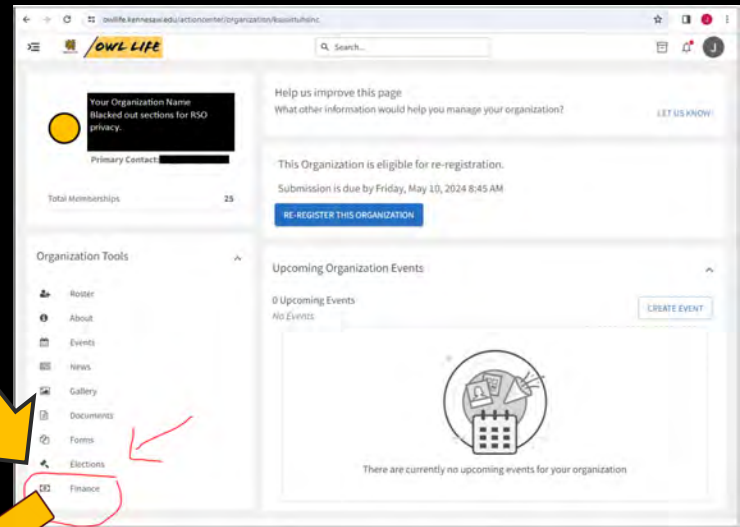 owllife.kennesaw.edu/actioncenter/organization/
OWL LIFE
Search...
J
Your Organization Name
Blacked out sections for RSO
privacy.
Primary Contact:
Total Memberships
25
Organization Tools
Roster
About
Events
News
Gallery
Documents
Forms
Elections
Finance
Help us improve this page
What other information would help you manage your organization?
LET US KNOW!
This Organization is eligible for re-registration.
Submission is due by Friday, May 10, 2024 8:45 AM
RE-REGISTER THIS ORGANIZATION
Upcoming Organization Events
0 Upcoming Events
No Events
CREATE EVENT
There are currently no upcoming events for your organization